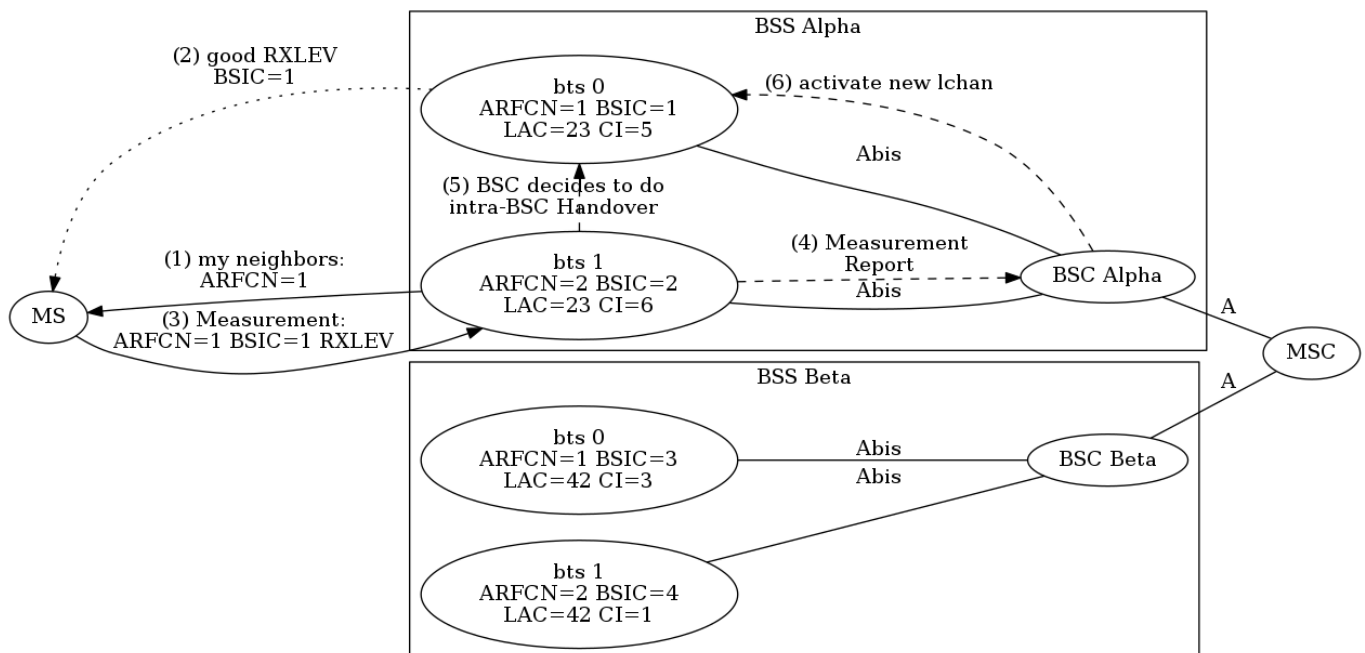 BSS Alpha
(2) good RXLEV
BSIC=1
bts 0
ARFCN=1 BSIC=1
LAC=23 CI=5
(6) activate new lchan
Abis
(5) BSC decides to do
intra-BSC Handover
(1) my neighbors:
ARFCN=1
bts 1
ARFCN=2 BSIC=2
LAC=23 CI=6
(4) Measurement
Report
Abis
BSC Alpha
MS
(3) Measurement:
ARFCN=1 BSIC=1 RXLEV
A
MSC
A
BSS Beta
bts 0
ARFCN=1 BSIC=3
LAC=42 CI=3
Abis
Abis
BSC Beta
bts 1
ARFCN=2 BSIC=4
LAC=42 CI=1